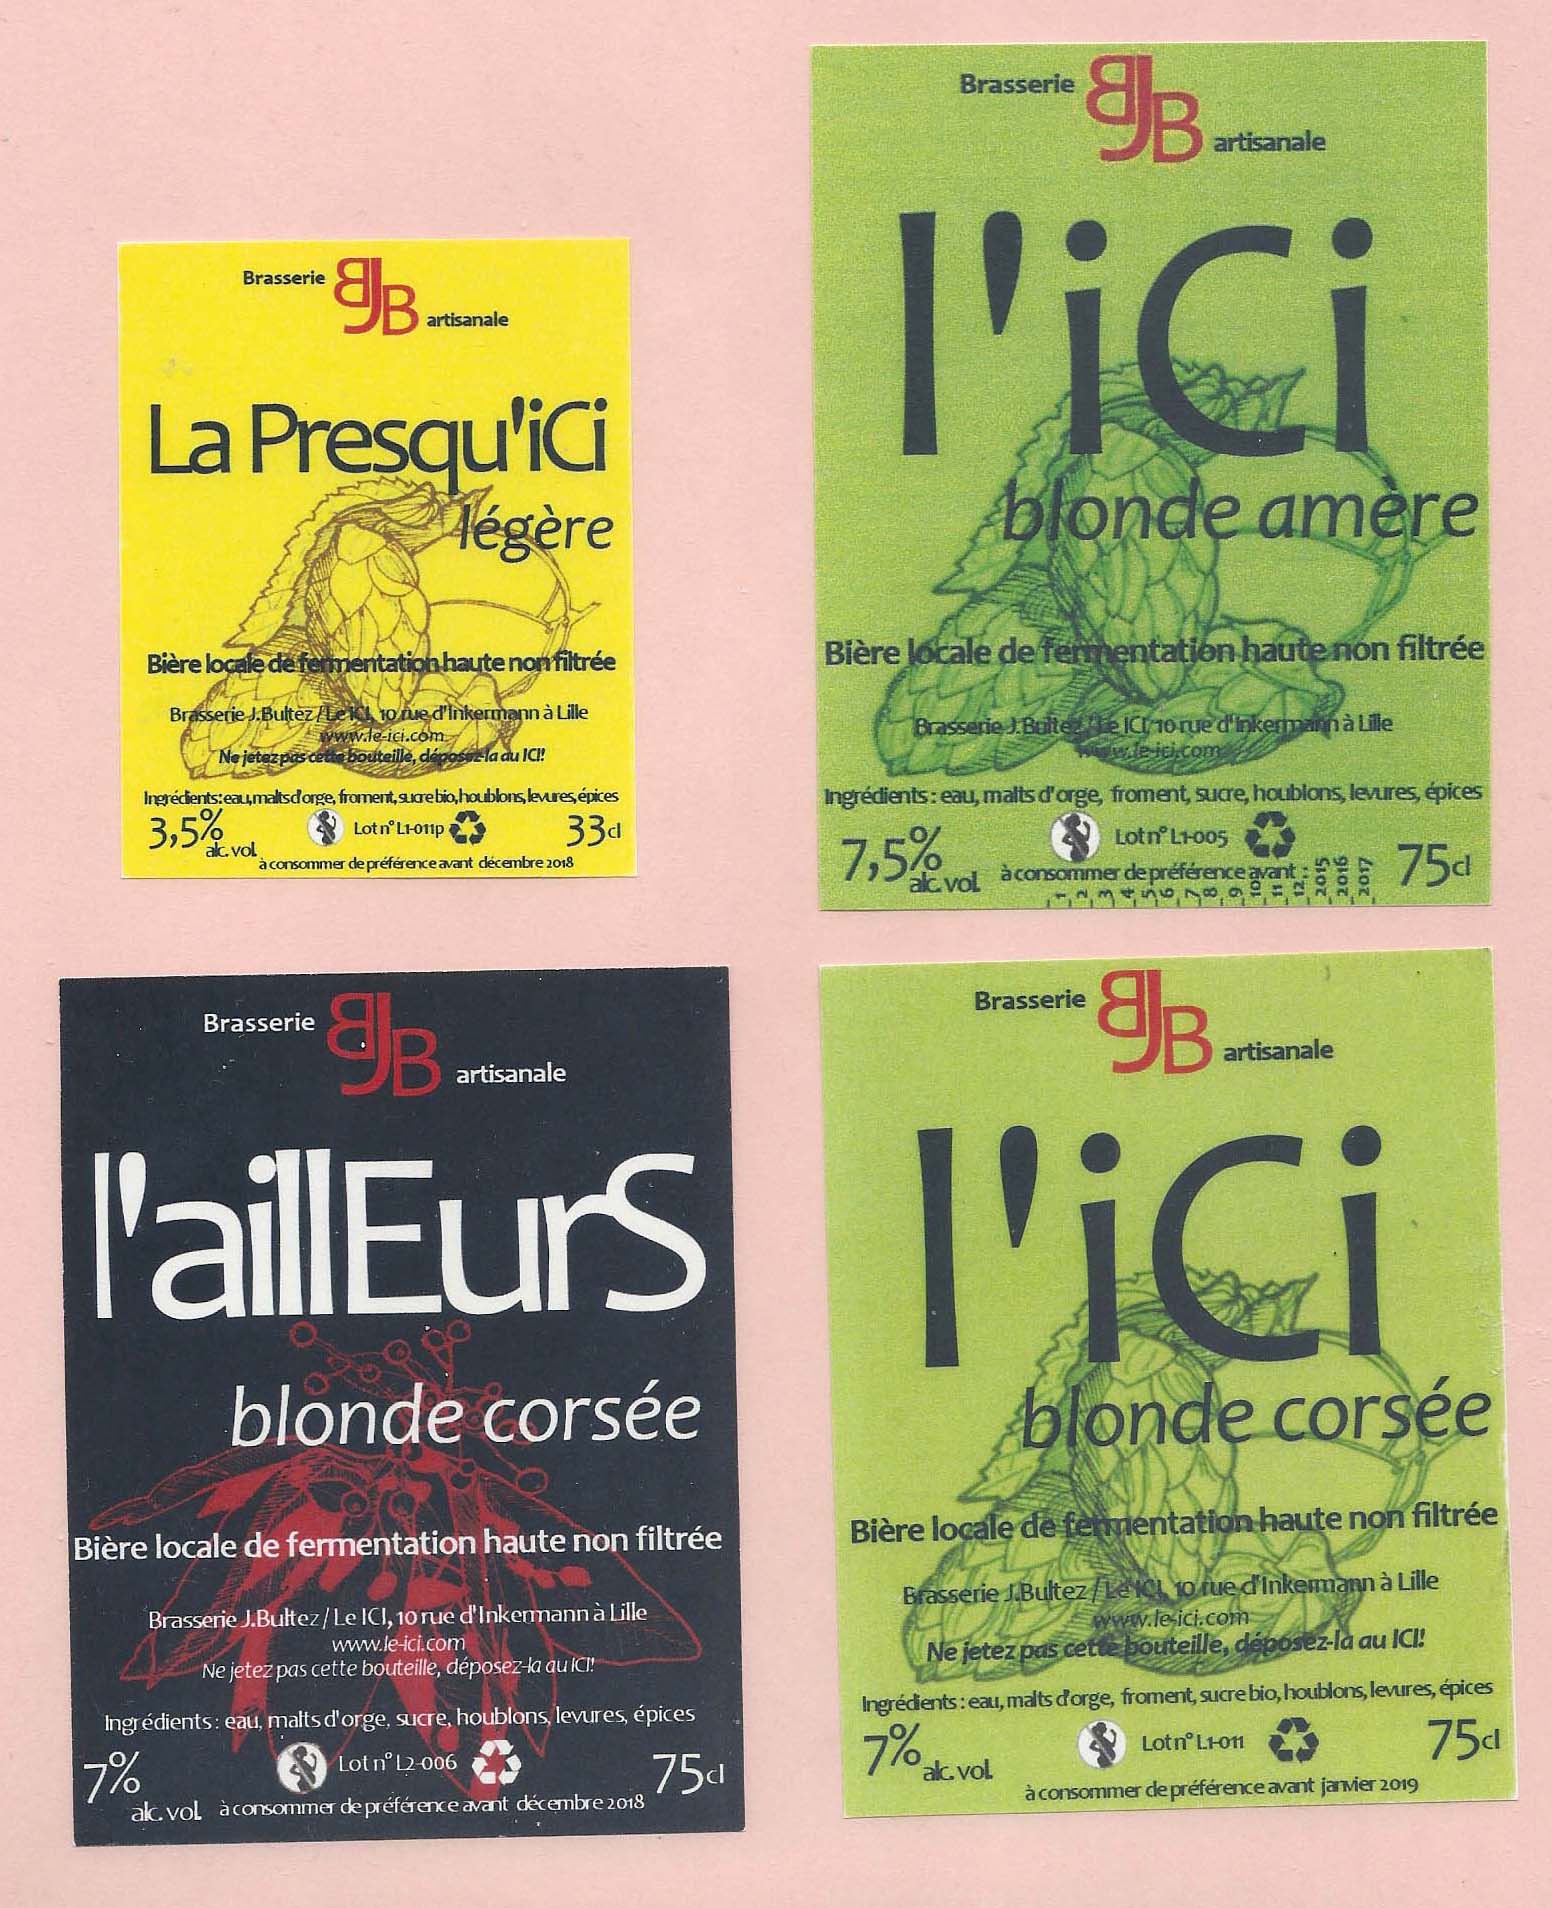 Brasserie BJB artisanale
La Presqu'iCi
légère
Bière locale de fermentation haute non filtrée
Brasserie J.Bultez / Le ICI, 10 rue d'Inkermann à Lille
www.le-ici.com
Ne jetez pas cette bouteille, déposez-la au ICI!
Ingrédients: eau, malts d'orge, froment, sucre bio, houblons, levures, épices
3,5% alc. vol.
Lot n° L1-011p
33cl
à consommer de préférence avant décembre 2018
Brasserie BJB artisanale
l'iCi
blonde amère
Bière locale de fermentation haute non filtrée
Brasserie J.Bultez / Le ICI, 10 rue d'Inkermann à Lille
www.le-ici.com
Ingrédients : eau, malts d'orge, froment, sucre, houblons, levures, épices
7,5% alc. vol.
Lot n° L1-005
75cl
à consommer de préférence avant :
1 2 3 4 5 6 7 8 9 10 11 12 2015 2016 2017
Brasserie BJB artisanale
l'aillEurS
blonde corsée
Bière locale de fermentation haute non filtrée
Brasserie J.Bultez / Le ICI, 10 rue d'Inkermann à Lille
www.le-ici.com
Ne jetez pas cette bouteille, déposez-la au ICI!
Ingrédients : eau, malts d'orge, sucre, houblons, levures, épices
7% alc. vol.
Lot n° L2-006
75cl
à consommer de préférence avant décembre 2018
Brasserie BJB artisanale
l'iCi
blonde corsée
Bière locale de fermentation haute non filtrée
Brasserie J.Bultez / Le ICI, 10 rue d'Inkermann à Lille
www.le-ici.com
Ne jetez pas cette bouteille, déposez-la au ICI!
Ingrédients : eau, malts d'orge, froment, sucre bio, houblons, levures, épices
7% alc. vol.
Lot n° L1-011
75cl
à consommer de préférence avant janvier 2019